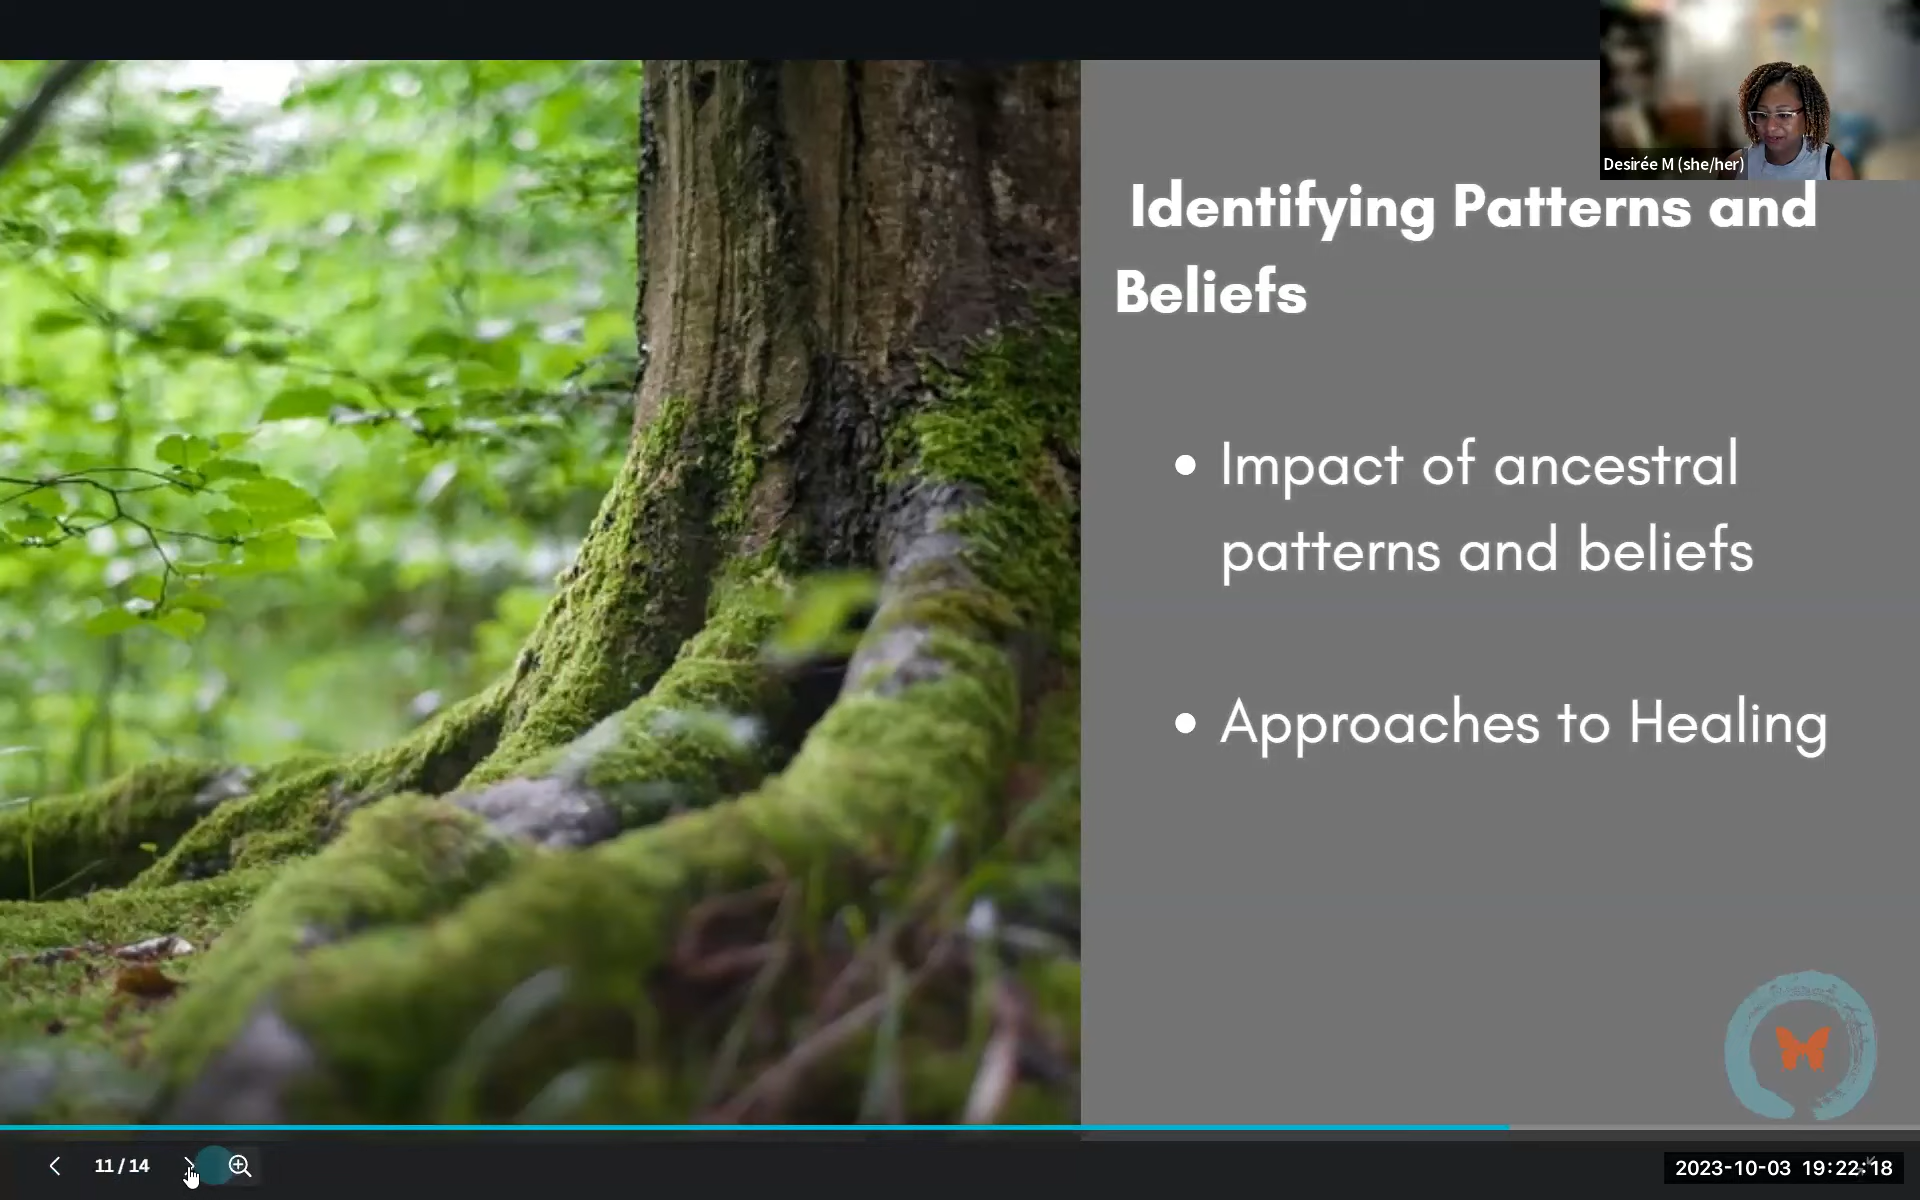 Desirée M (she/her)
Identifying Patterns and
Beliefs
• Impact of ancestral
patterns and beliefs
• Approaches to Healing
11 / 14
2023-10-03 19:22:18